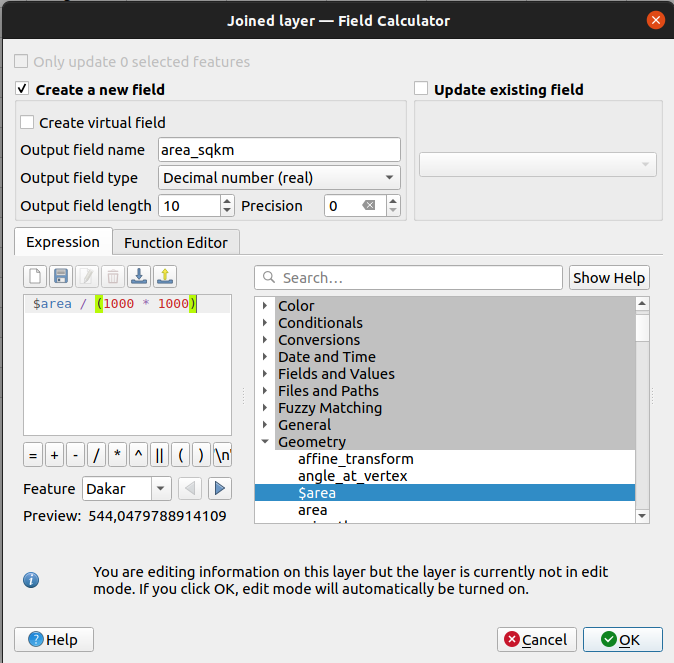 Joined layer — Field Calculator
Only update 0 selected features
Create a new field
Update existing field
Create virtual field
Output field name area_sqkm
Output field type Decimal number (real)
Output field length 10 Precision 0
Expression Function Editor
Search... Show Help
$area / (1000 * 1000)
Color
Conditionals
Conversions
Date and Time
Fields and Values
Files and Paths
Fuzzy Matching
General
Geometry
affine_transform
angle_at_vertex
$area
area
= + - / * ^ || ( ) \n'
Feature Dakar
Preview: 544,0479788914109
You are editing information on this layer but the layer is currently not in edit
mode. If you click OK, edit mode will automatically be turned on.
Help Cancel OK